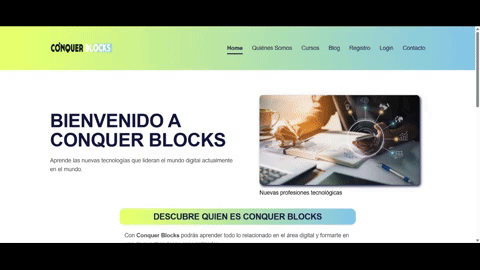 CONQUER BLOCKS
Home Quiénes Somos Cursos Blog Registro Login Contacto
BIENVENIDO A
CONQUER BLOCKS
Aprende las nuevas tecnologías que lideran el mundo digital actualmente
en el mundo
Nuevas profesiones tecnológicas
DESCUBRE QUIEN ES CONQUER BLOCKS
Con Conquer Blocks podrás aprender todo lo relacionado en el área digital y formarte en